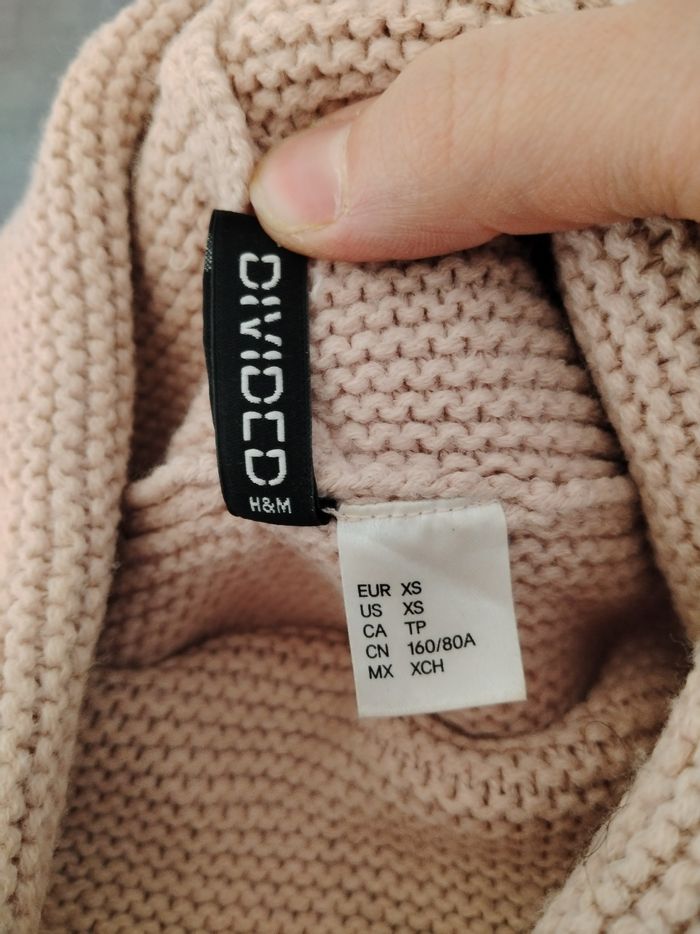 DIVIDED
H&M
EUR XS
US XS
CA TP
CN 160/80A
MX XCH